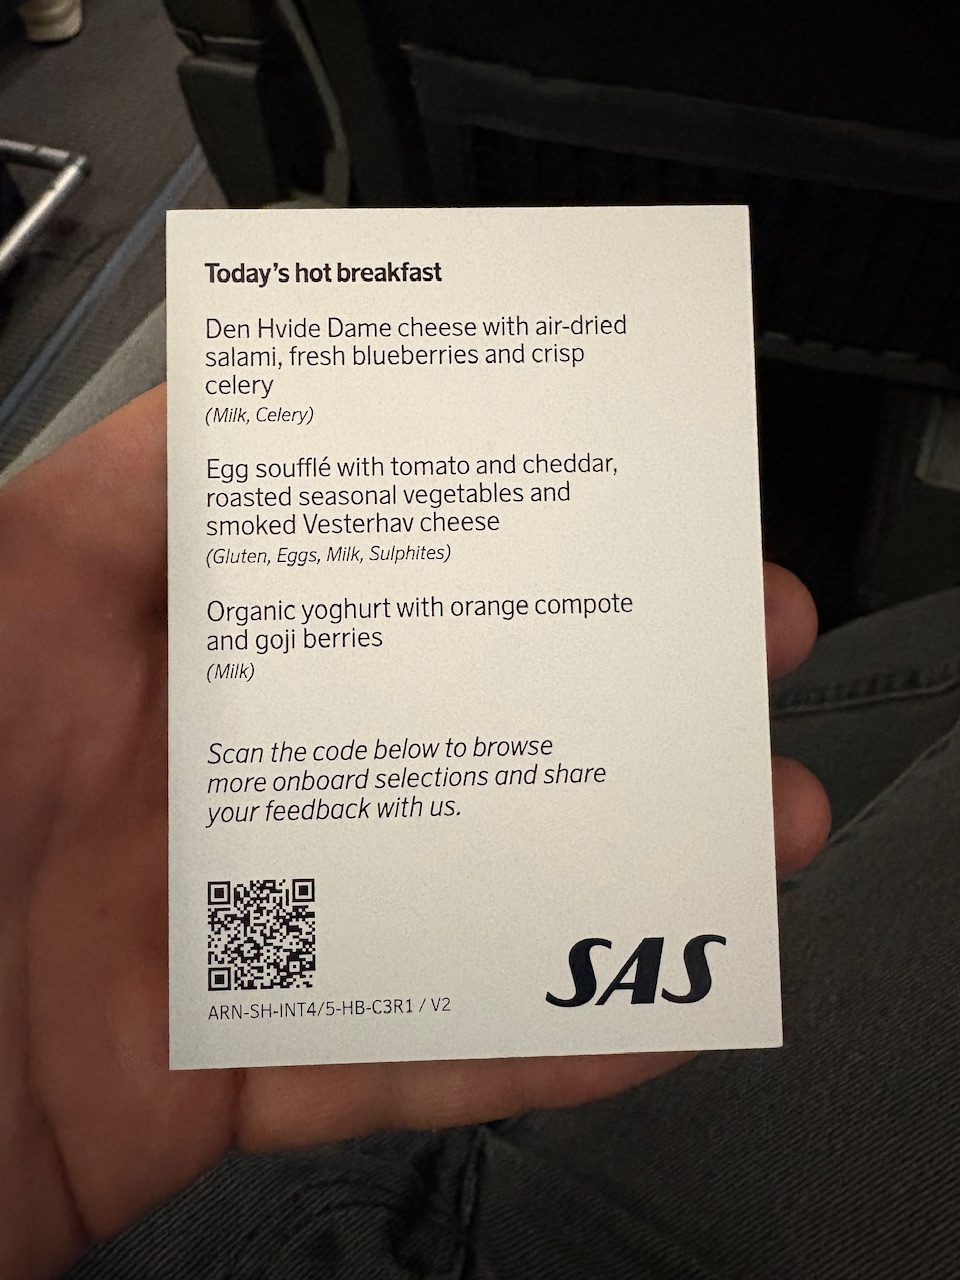 Today's hot breakfast
Den Hvide Dame cheese with air-dried
salami, fresh blueberries and crisp
celery
(Milk, Celery)
Egg soufflé with tomato and cheddar,
roasted seasonal vegetables and
smoked Vesterhav cheese
(Gluten, Eggs, Milk, Sulphites)
Organic yoghurt with orange compote
and goji berries
(Milk)
Scan the code below to browse
more onboard selections and share
your feedback with us.
ARN-SH-INT4/5-HB-C3R1 / V2
SAS